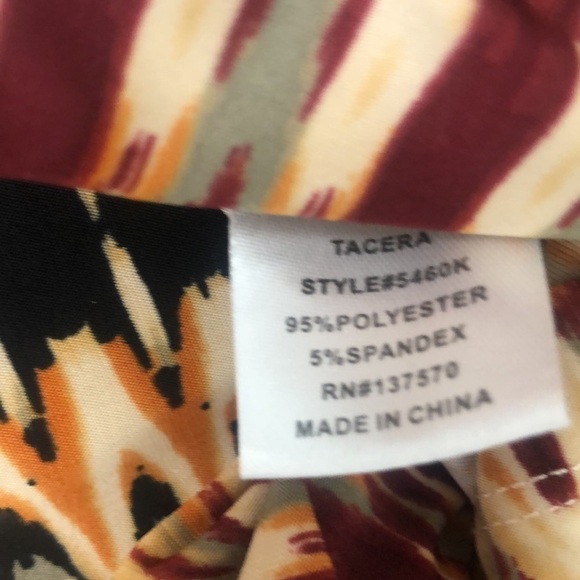 TACERA
STYLE#5460K
95%POLYESTER
5%SPANDEX
RN#137570
MADE IN CHINA